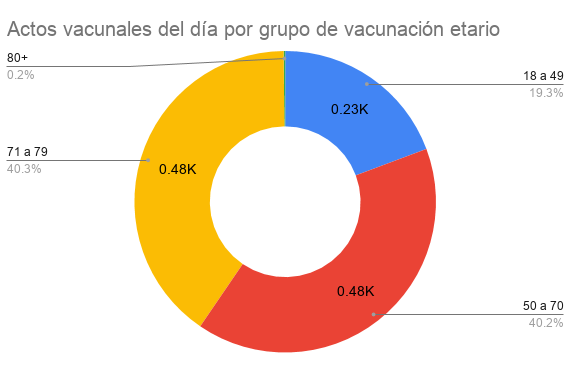 Actos vacunales del día por grupo de vacunación etario
80+
0.2%
18 a 49
19.3%
0.23K
71 a 79
40.3%
0.48K
0.48K
50 a 70
40.2%